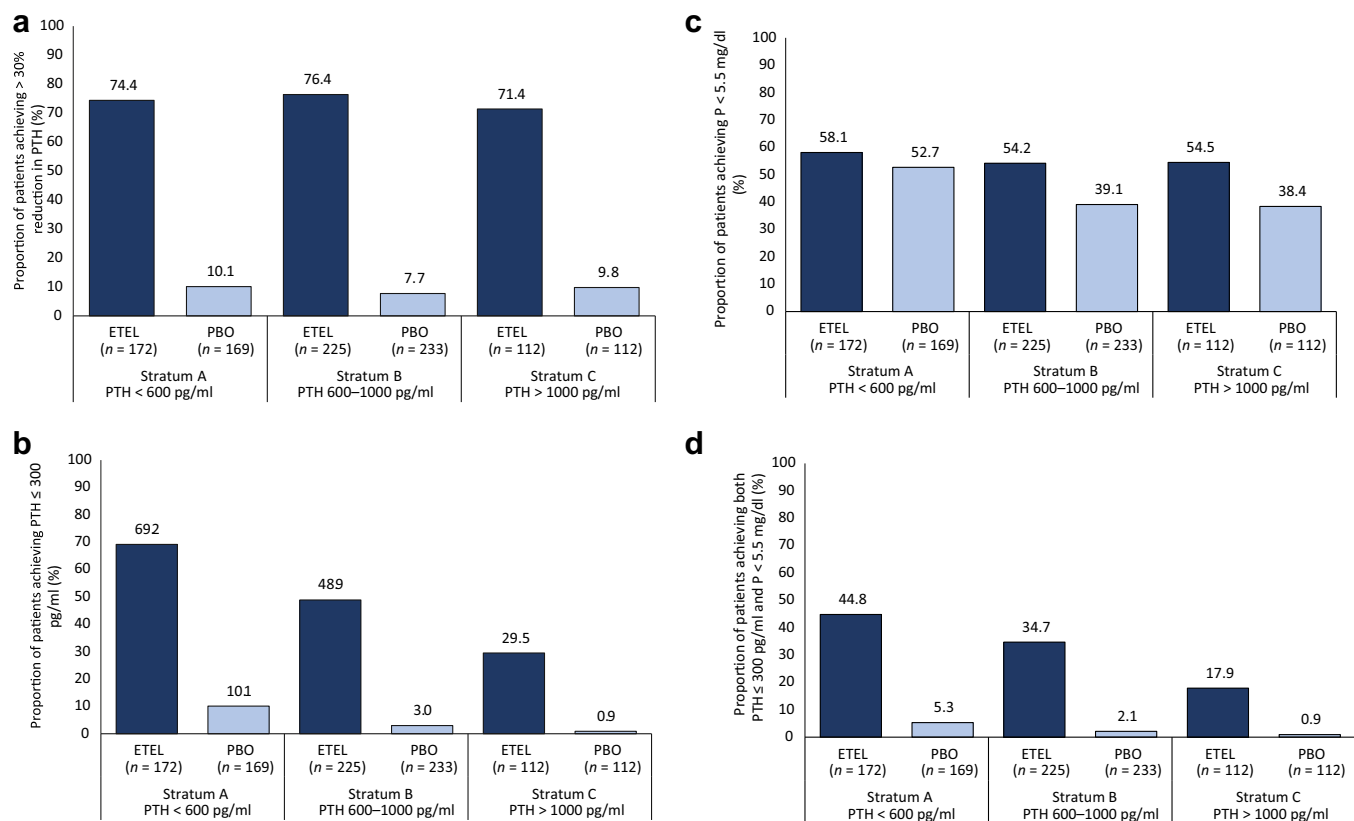 a
Proportion of patients achieving > 30%
reduction in PTH (%)
100
90
80
70
60
50
40
30
20
10
0
74.4
10.1
76.4
7.7
71.4
9.8
ETEL PBO ETEL PBO ETEL PBO
(n = 172) (n = 169) (n = 225) (n = 233) (n = 112) (n = 112)
Stratum A Stratum B Stratum C
PTH < 600 pg/ml PTH 600–1000 pg/ml PTH > 1000 pg/ml
b
Proportion of patients achieving PTH ≤ 300
pg/ml (%)
100
90
80
70
60
50
40
30
20
10
0
692
101
489
3.0
29.5
0.9
ETEL PBO ETEL PBO ETEL PBO
(n = 172) (n = 169) (n = 225) (n = 233) (n = 112) (n = 112)
Stratum A Stratum B Stratum C
PTH < 600 pg/ml PTH 600–1000 pg/ml PTH > 1000 pg/ml
c
Proportion of patients achieving P < 5.5 mg/dl
(%)
100
90
80
70
60
50
40
30
20
10
0
58.1
52.7
54.2
39.1
54.5
38.4
ETEL PBO ETEL PBO ETEL PBO
(n = 172) (n = 169) (n = 225) (n = 233) (n = 112) (n = 112)
Stratum A Stratum B Stratum C
PTH < 600 pg/ml PTH 600–1000 pg/ml PTH > 1000 pg/ml
d
Proportion of patients achieving both
PTH ≤ 300 pg/ml and P < 5.5 mg/dl (%)
100
90
80
70
60
50
40
30
20
10
0
44.8
5.3
34.7
2.1
17.9
0.9
ETEL PBO ETEL PBO ETEL PBO
(n = 172) (n = 169) (n = 225) (n = 233) (n = 112) (n = 112)
Stratum A Stratum B Stratum C
PTH < 600 pg/ml PTH 600–1000 pg/ml PTH > 1000 pg/ml